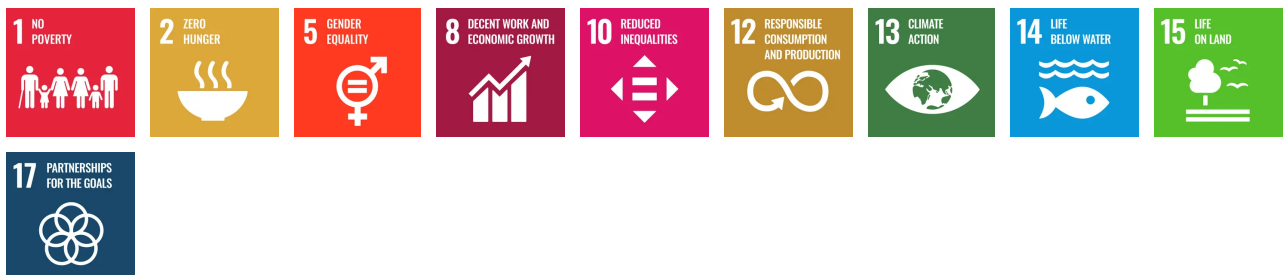 1 NO
POVERTY
2 ZERO
HUNGER
5 GENDER
EQUALITY
8 DECENT WORK AND
ECONOMIC GROWTH
10 REDUCED
INEQUALITIES
12 RESPONSIBLE
CONSUMPTION
AND PRODUCTION
13 CLIMATE
ACTION
14 LIFE
BELOW WATER
15 LIFE
ON LAND
17 PARTNERSHIPS
FOR THE GOALS